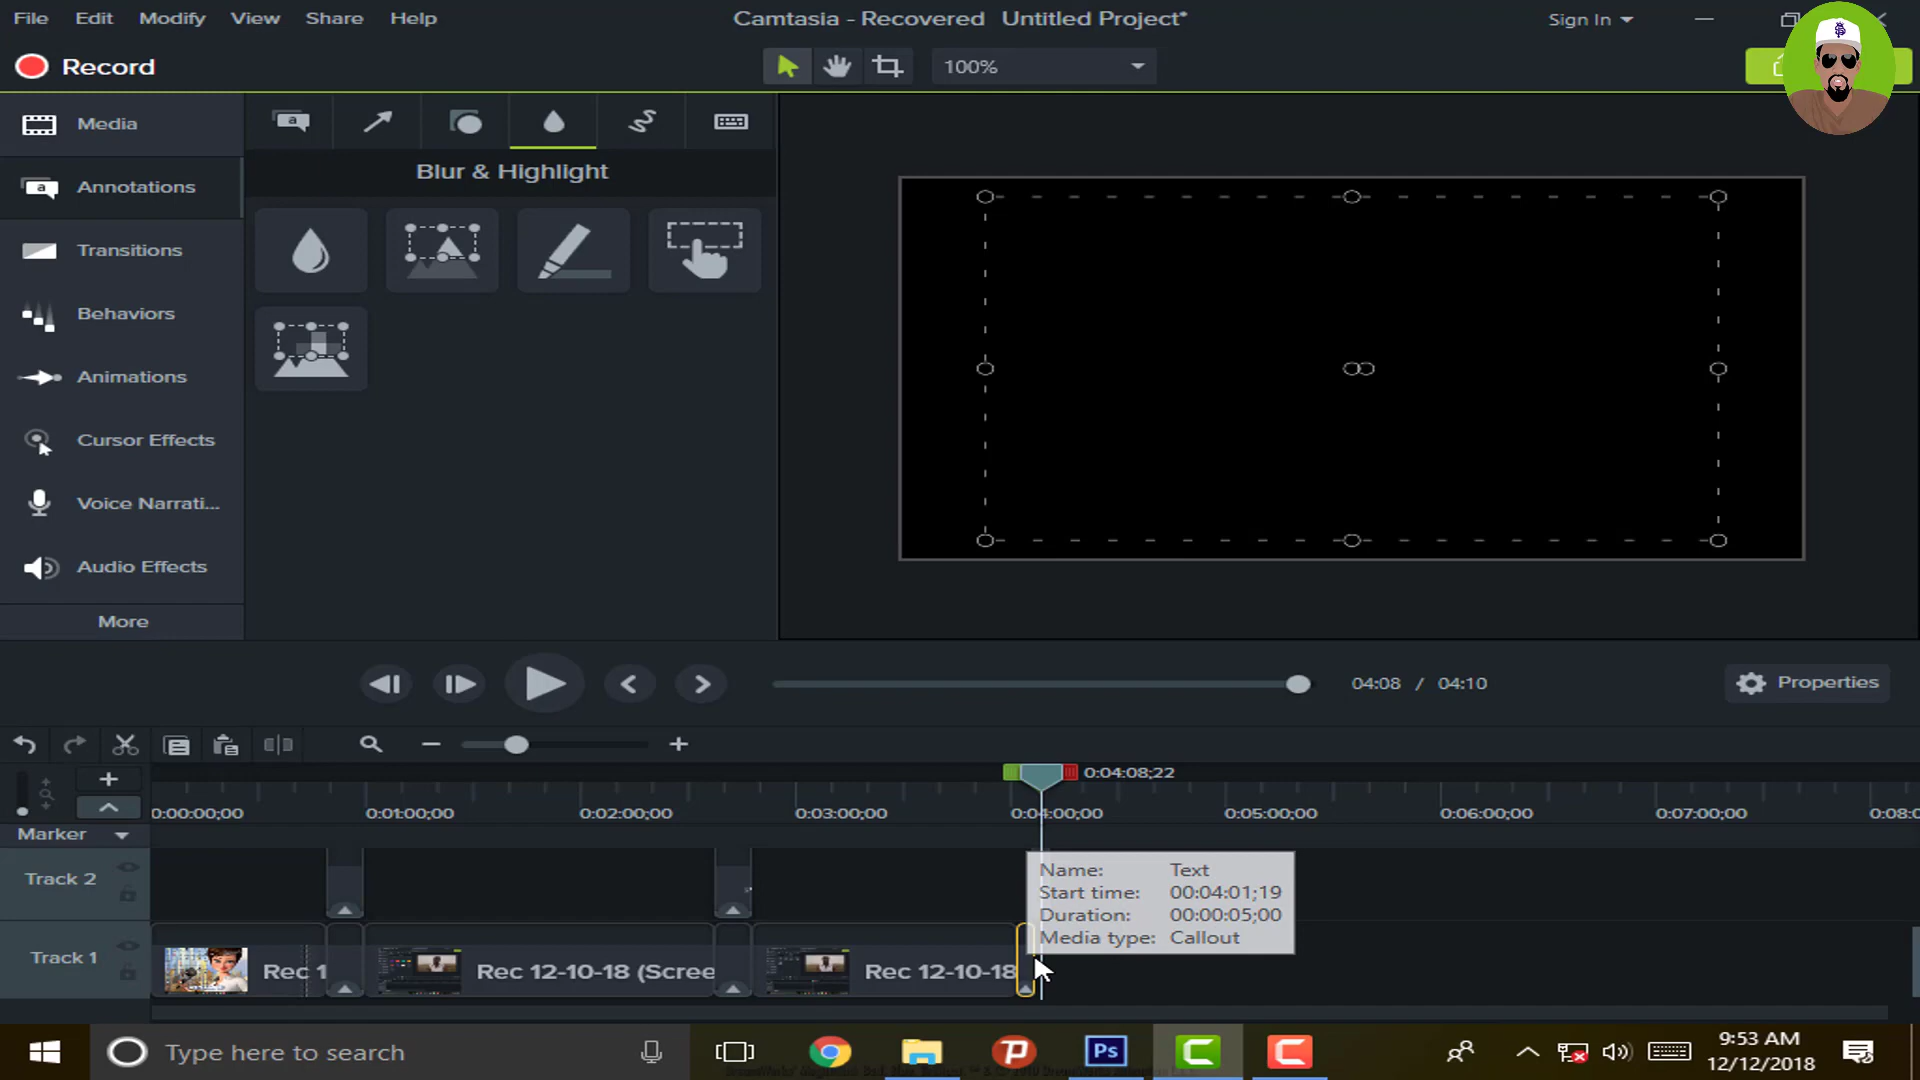 File Edit Modify View Share Help
Camtasia - Recovered Untitled Project*
Sign In
Record
100%
Media
Annotations
Transitions
Behaviors
Animations
Cursor Effects
Voice Narrati...
Audio Effects
More
Blur & Highlight
04:08 / 04:10
Properties
0:04:08;22
0:00:00;00 0:01:00;00 0:02:00;00 0:03:00;00 0:04:00;00 0:05:00;00 0:06:00;00 0:07:00;00 0:08:0
Marker
Track 2
Name: Text
Start time: 00:04:01;19
Duration: 00:00:05;00
Media type: Callout
Track 1
Rec 1
Rec 12-10-18 (Scree
Rec 12-10-18
Type here to search
Ps
9:53 AM
12/12/2018